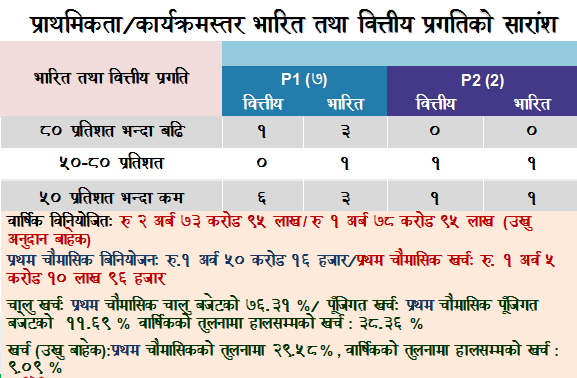 प्राथमिकता/कार्यक्रमस्तर भारित तथा वित्तीय प्रगतिको सारांश
भारित तथा वित्तीय प्रगति P1 (७) P2 (2)
वित्तीय भारित वित्तीय भारित
८० प्रतिशत भन्दा बढि १ ३ ० ०
५०-८० प्रतिशत ० १ १ १
५० प्रतिशत भन्दा कम ६ ३ १ १
वार्षिक विनियोजितः रु २ अर्ब ७३ करोड ९५ लाख/ रु १ अर्ब ७८ करोड ९५ लाख (उखु
अनुदान बाहेक)
प्रथम चौमासिक बिनियोजनः रु.१ अर्व ५० करोड १६ हजार/प्रथम चौमासिक खर्चः रु. १ अर्व ५
करोड १० लाख ९६ हजार
चालु खर्चः प्रथम चौमासिक चालु बजेटको ७६.३१ %/ पूँजिगत खर्चः प्रथम चौमासिक पूँजिगत
बजेटको ११.६९ % वार्षिकको तुलनामा हालसम्मको खर्च : ३८.३६ %
खर्च (उखु बाहेक):प्रथम चौमासिकको तुलनामा २९.५८% , वार्षिकको तुलनामा हालसम्मको खर्च :
९.०९ %